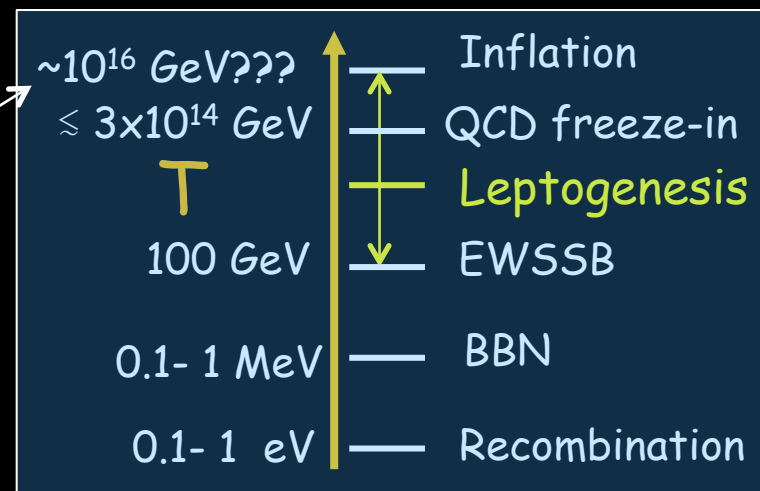 ~10¹⁶ GeV??? Inflation
≲ 3x10¹⁴ GeV QCD freeze-in
T Leptogenesis
100 GeV EWSSB
0.1- 1 MeV BBN
0.1- 1 eV Recombination